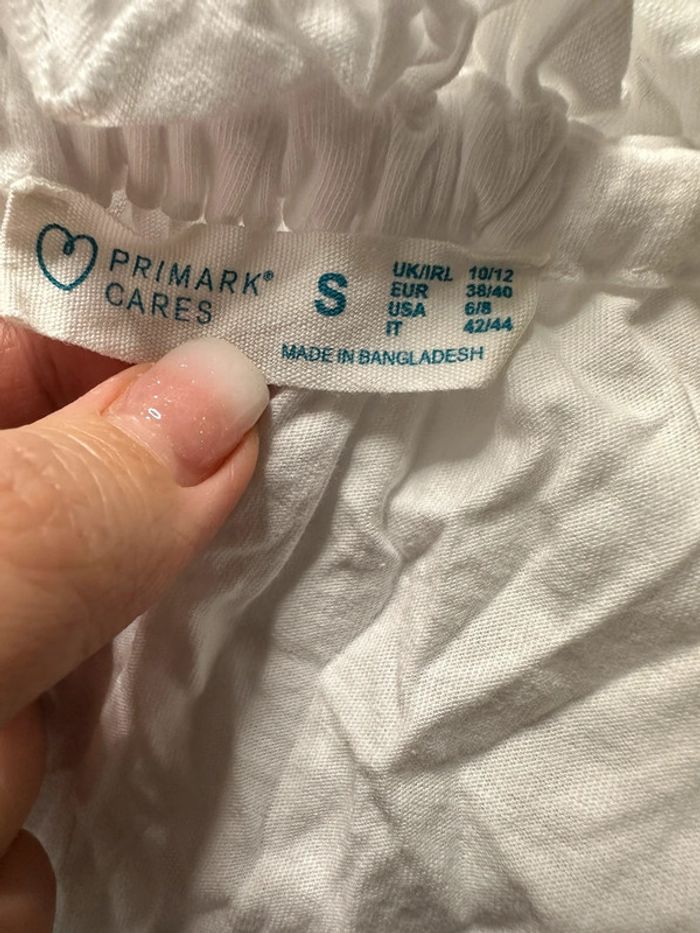 PRIMARK®
CARES
S
UK/IRL 10/12
EUR 38/40
USA 6/8
IT 42/44
MADE IN BANGLADESH